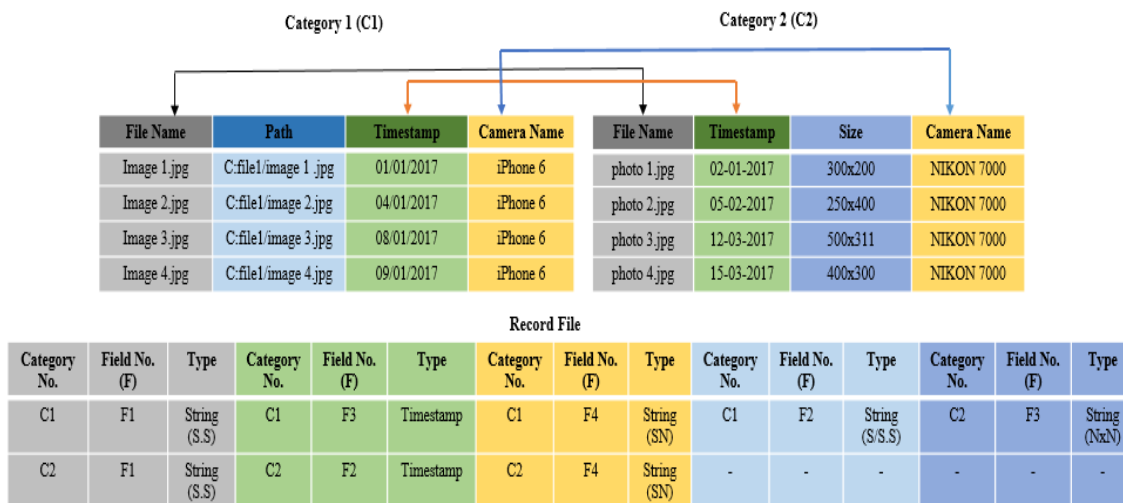 Category 1 (C1) Category 2 (C2)
File Name Path Timestamp Camera Name File Name Timestamp Size Camera Name
Image 1.jpg C:file1/image 1 .jpg 01/01/2017 iPhone 6 photo 1.jpg 02-01-2017 300x200 NIKON 7000
Image 2.jpg C:file1/image 2.jpg 04/01/2017 iPhone 6 photo 2.jpg 05-02-2017 250x400 NIKON 7000
Image 3.jpg C:file1/image 3.jpg 08/01/2017 iPhone 6 photo 3.jpg 12-03-2017 500x311 NIKON 7000
Image 4.jpg C:file1/image 4.jpg 09/01/2017 iPhone 6 photo 4.jpg 15-03-2017 400x300 NIKON 7000
Record File
Category Field No. Type Category Field No. Type Category Field No. Type Category Field No. Type Category Field No. Type
No. (F) No. (F) No. (F) No. (F) No. (F)
C1 F1 String C1 F3 Timestamp C1 F4 String C1 F2 String C2 F3 String
(S.S) (SN) (S/S.S) (NxN)
C2 F1 String C2 F2 Timestamp C2 F4 String - - - - - -
(S.S) (SN)